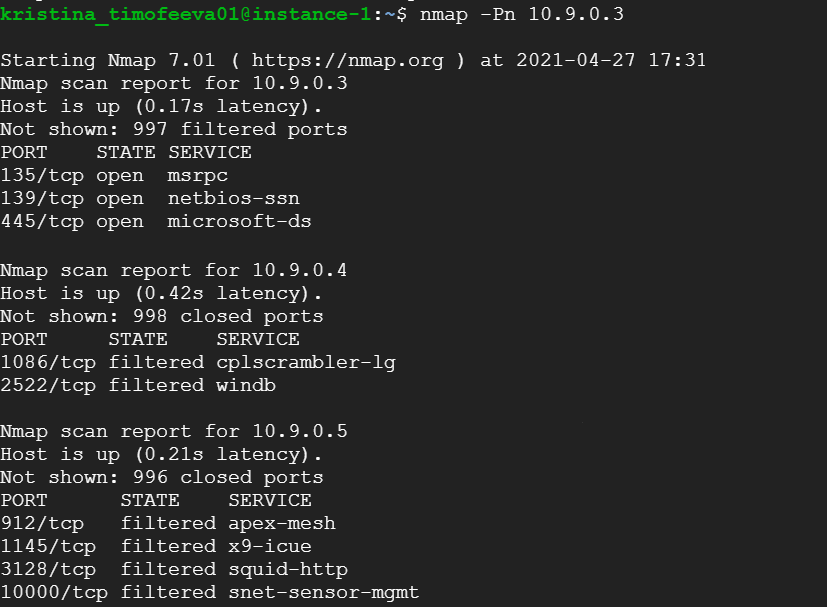 kristina_timofeeva01@instance-1:~$ nmap -Pn 10.9.0.3
Starting Nmap 7.01 ( https://nmap.org ) at 2021-04-27 17:31
Nmap scan report for 10.9.0.3
Host is up (0.17s latency).
Not shown: 997 filtered ports
PORT    STATE SERVICE
135/tcp open  msrpc
139/tcp open  netbios-ssn
445/tcp open  microsoft-ds
Nmap scan report for 10.9.0.4
Host is up (0.42s latency).
Not shown: 998 closed ports
PORT     STATE    SERVICE
1086/tcp filtered cplscrambler-lg
2522/tcp filtered windb
Nmap scan report for 10.9.0.5
Host is up (0.21s latency).
Not shown: 996 closed ports
PORT      STATE    SERVICE
912/tcp   filtered apex-mesh
1145/tcp  filtered x9-icue
3128/tcp  filtered squid-http
10000/tcp filtered snet-sensor-mgmt